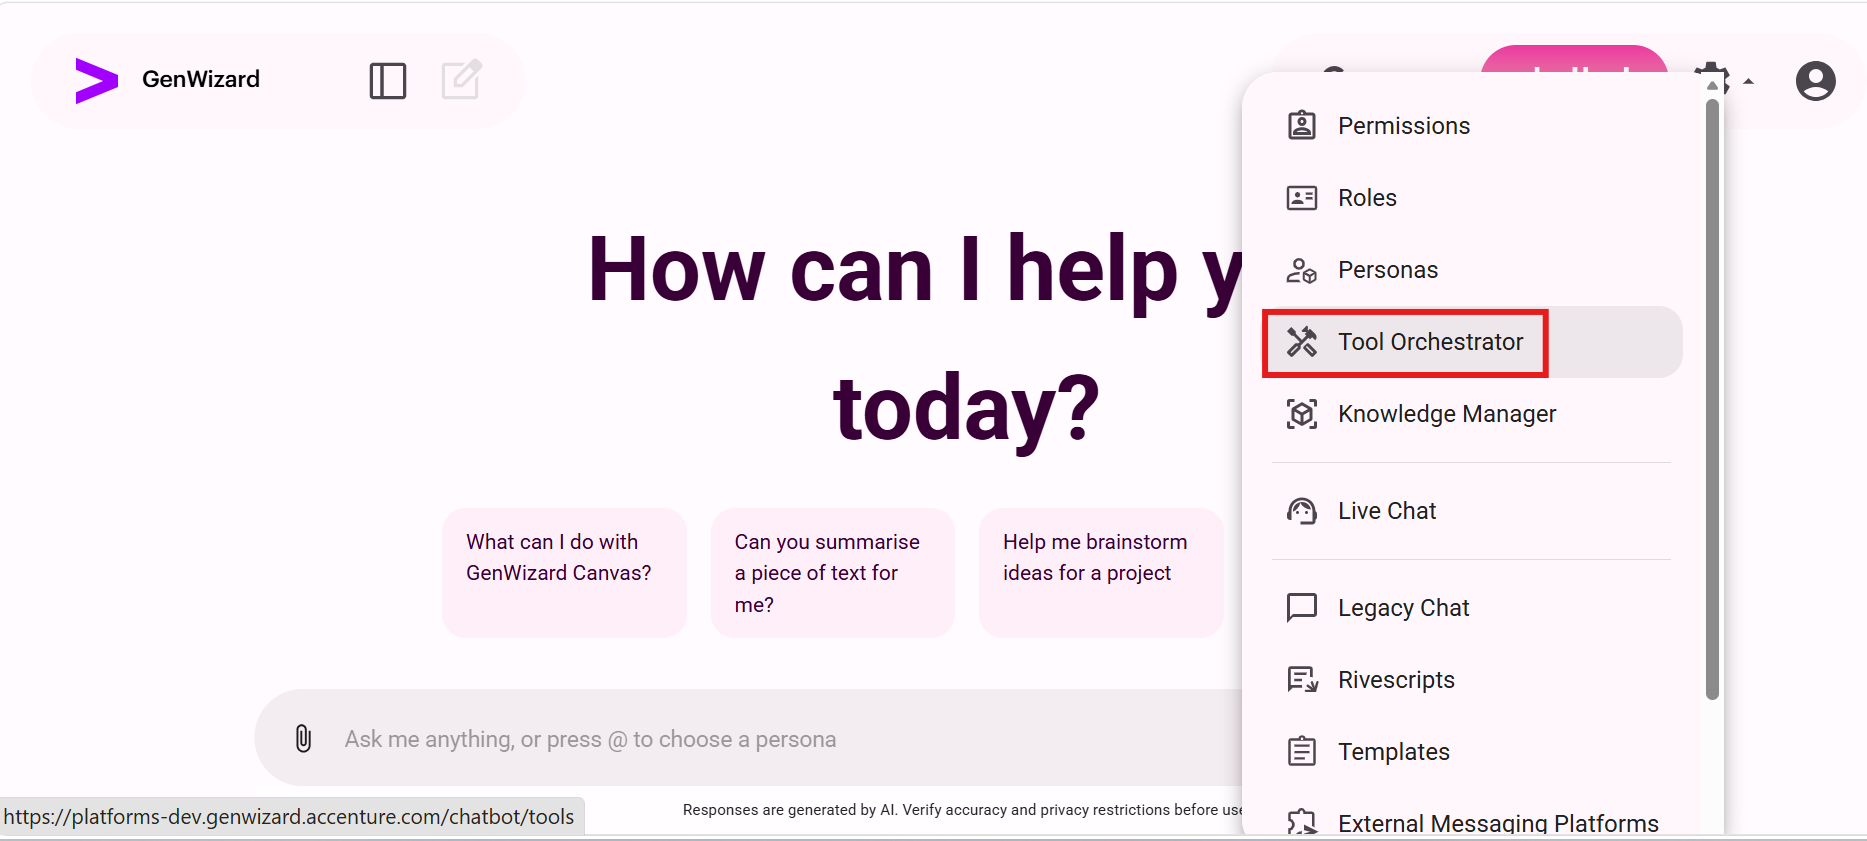 GenWizard
How can I help y
today?
What can I do with
GenWizard Canvas?
Can you summarise
a piece of text for
me?
Help me brainstorm
ideas for a project
Ask me anything, or press @ to choose a persona
Responses are generated by AI. Verify accuracy and privacy restrictions before use
https://platforms-dev.genwizard.accenture.com/chatbot/tools
Permissions
Roles
Personas
Tool Orchestrator
Knowledge Manager
Live Chat
Legacy Chat
Rivescripts
Templates
External Messaging Platforms